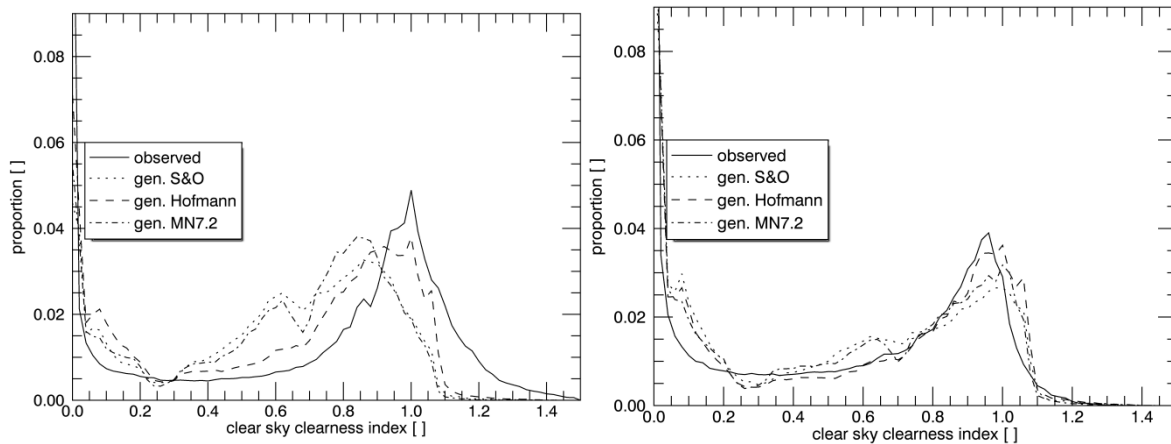 0.08
0.06
0.04
0.02
0.00
proportion [ ]
observed
gen. S&O
gen. Hofmann
gen. MN7.2
0.0 0.2 0.4 0.6 0.8 1.0 1.2 1.4
clear sky clearness index [ ]
0.08
0.06
0.04
0.02
0.00
proportion [ ]
observed
gen. S&O
gen. Hofmann
gen. MN7.2
0.0 0.2 0.4 0.6 0.8 1.0 1.2 1.4
clear sky clearness index [ ]